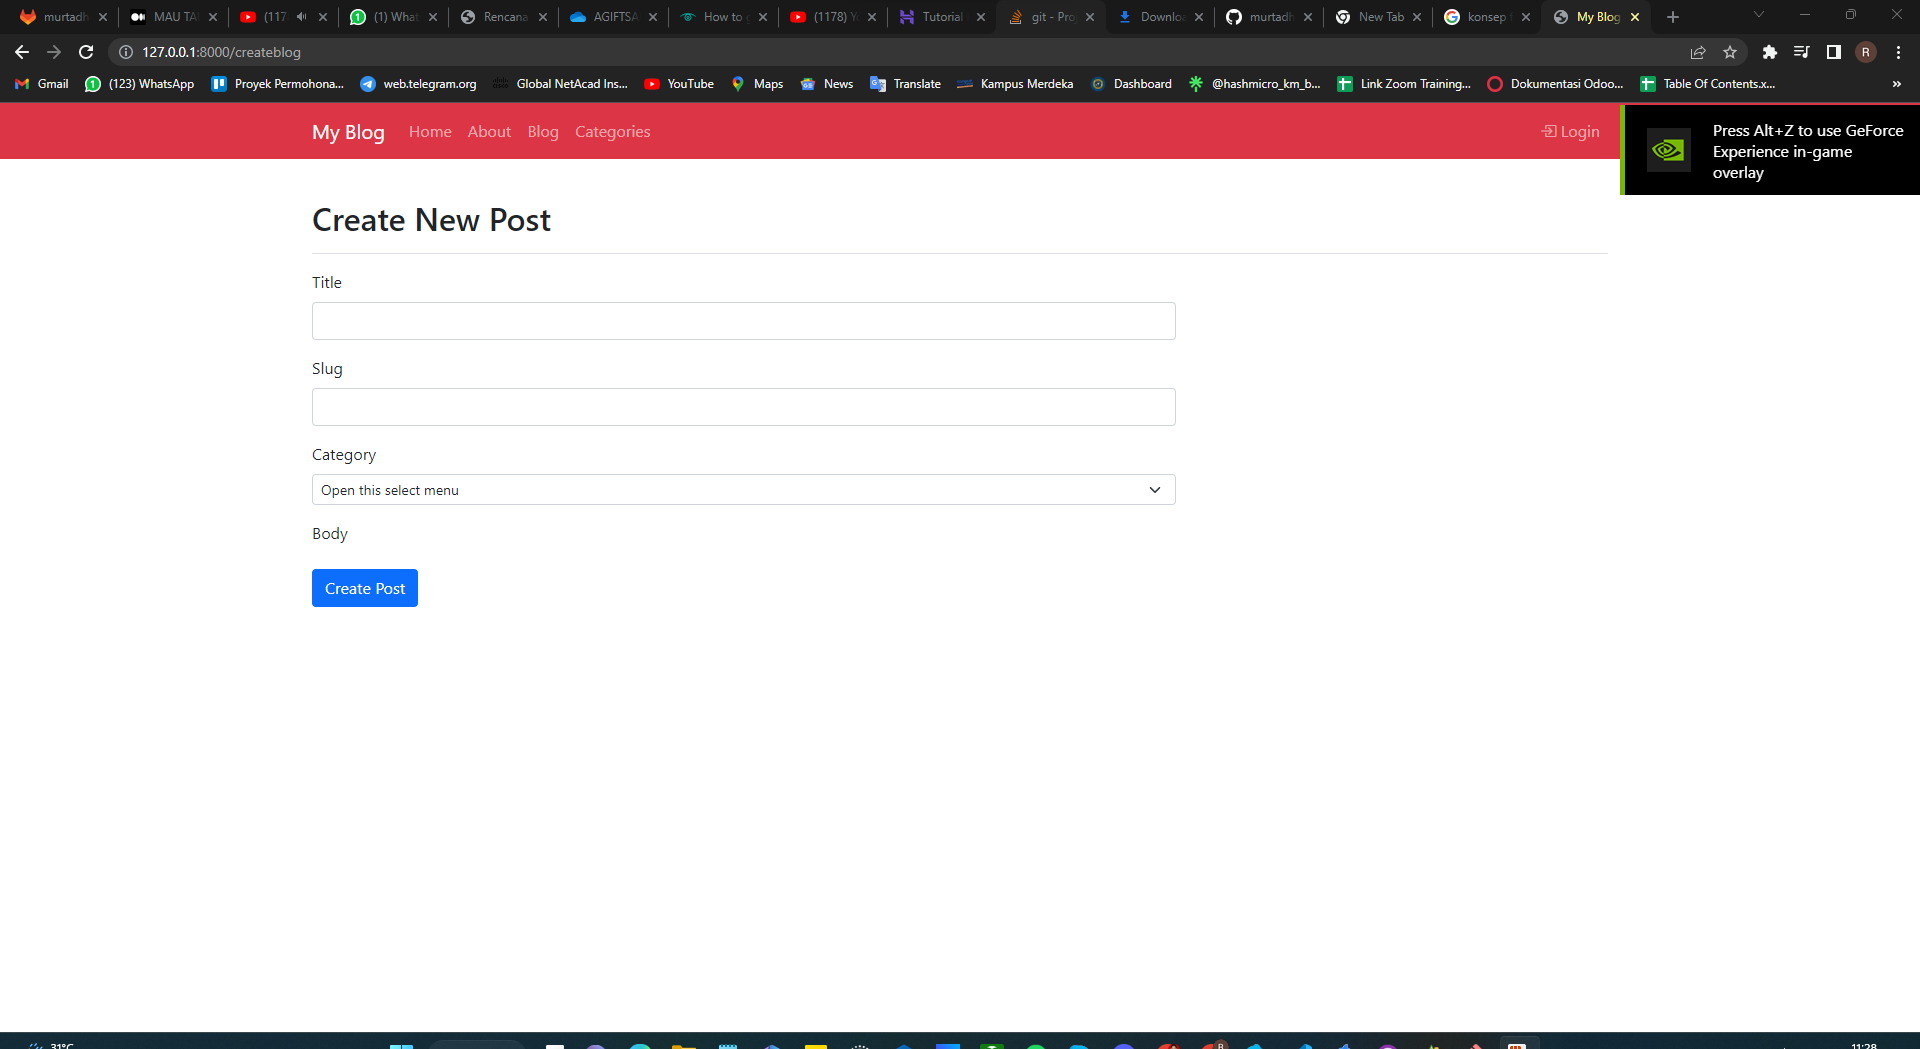 murtadh
MAU TA
(117
(1) What
Rencana
AGIFTSA
How to
(1178) Y
Tutorial
git - Pro
Downloa
murtadh
New Tab
konsep
My Blog
127.0.0.1:8000/createblog
R
Gmail
(123) WhatsApp
Proyek Permohona...
web.telegram.org
Global NetAcad Ins...
YouTube
Maps
News
Translate
Kampus Merdeka
Dashboard
@hashmicro_km_b...
Link Zoom Training...
Dokumentasi Odoo...
Table Of Contents.x...
»
My Blog
Home
About
Blog
Categories
Login
Press Alt+Z to use GeForce
Experience in-game
overlay
Create New Post
Title
Slug
Category
Open this select menu
Body
Create Post
31°C
11:28